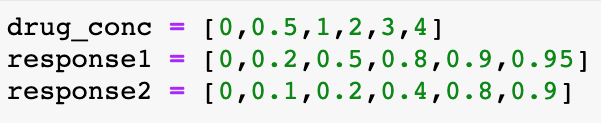 drug_conc = [0,0.5,1,2,3,4]
response1 = [0,0.2,0.5,0.8,0.9,0.95]
response2 = [0,0.1,0.2,0.4,0.8,0.9]